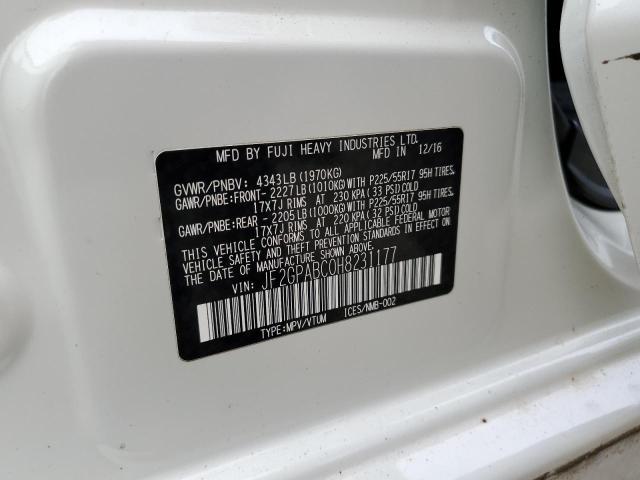 MFD BY FUJI HEAVY INDUSTRIES LTD.
MFD IN 12/16
GVWR/PNBV: 4343LB (1970KG)
GAWR/PNBE:FRONT- 2227LB(1010KG)WITH P225/55R17 95H TIRES,
17X7J RIMS AT 230 KPA(33 PSI)COLD
GAWR/PNBE:REAR - 2205LB(1000KG)WITH P225/55R17 95H TIRES,
17X7J RIMS AT 220 KPA(32 PSI)COLD
THIS VEHICLE CONFORMS TO ALL APPLICABLE FEDERAL MOTOR
VEHICLE SAFETY AND THEFT PREVENTION STANDARDS IN EFFECT
ON THE DATE OF MANUFACTURE SHOWN ABOVE.
VIN: JF2GPABC0H8231177
TYPE:MPV/VTUM ICES/NMB-002